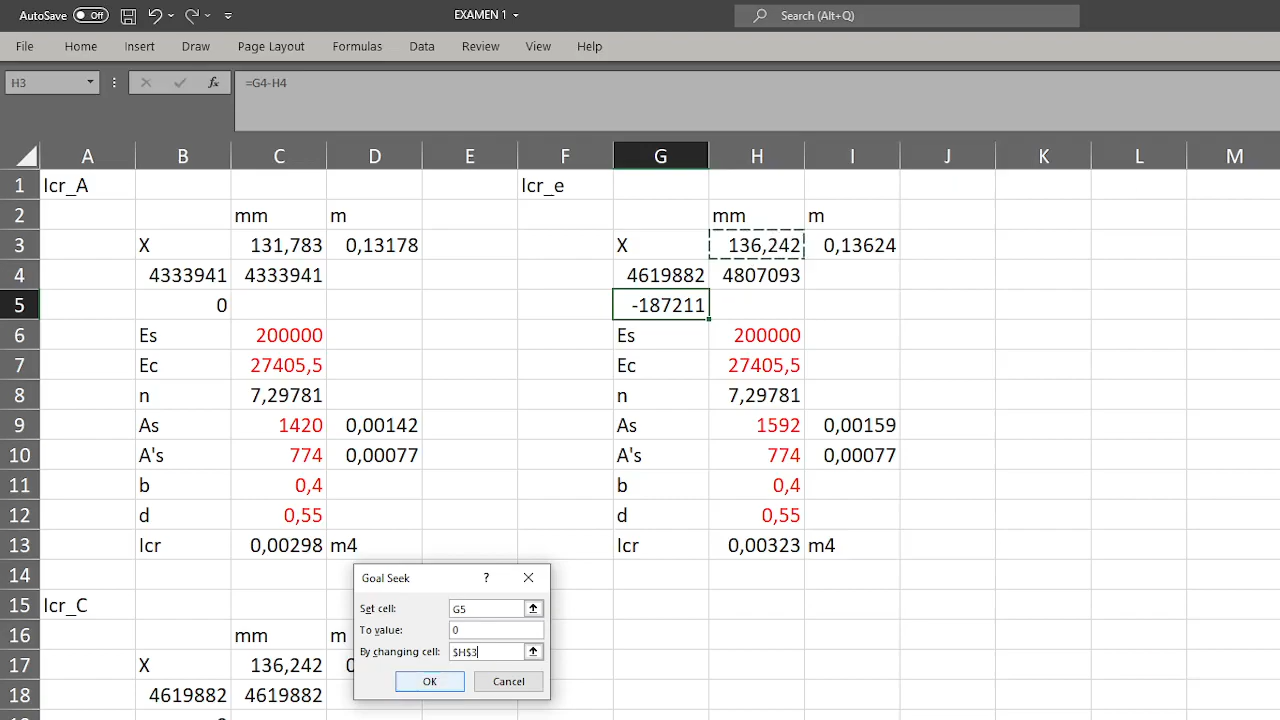 AutoSave Off EXAMEN 1 Search (Alt+Q)
File Home Insert Draw Page Layout Formulas Data Review View Help
H3 fx =G4-H4
A B C D E F G H I J K L M
1 Icr_A Icr_e
2 mm m mm m
3 X 131,783 0,13178 X 136,242 0,13624
4 4333941 4333941 4619882 4807093
5 0 -187211
6 Es 200000 Es 200000
7 Ec 27405,5 Ec 27405,5
8 n 7,29781 n 7,29781
9 As 1420 0,00142 As 1592 0,00159
10 A's 774 0,00077 A's 774 0,00077
11 b 0,4 b 0,4
12 d 0,55 d 0,55
13 Icr 0,00298 m4 Icr 0,00323 m4
14
15 Icr_C
16 mm m
17 X 136,242 0
18 4619882 4619882
Goal Seek ?
Set cell: G5
To value: 0
By changing cell: $H$3
OK Cancel